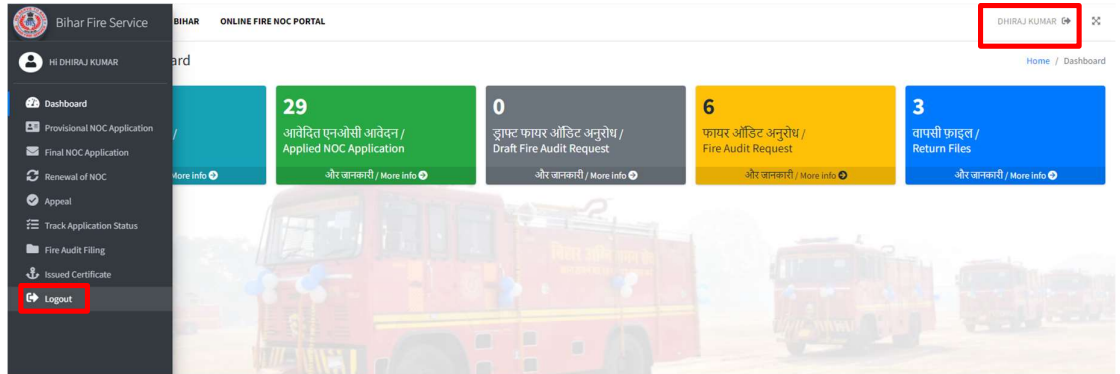 Bihar Fire Service
BIHAR ONLINE FIRE NOC PORTAL
DHIRAJ KUMAR
Hi DHIRAJ KUMAR
ard
Home / Dashboard
Dashboard
Provisional NOC Application
Final NOC Application
Renewal of NOC
Appeal
Track Application Status
Fire Audit Filing
Issued Certificate
Logout
/
More info
29
आवेदित एनओसी आवेदन /
Applied NOC Application
और जानकारी / More info
0
ड्राफ्ट फायर ऑडिट अनुरोध /
Draft Fire Audit Request
और जानकारी / More info
6
फायर ऑडिट अनुरोध /
Fire Audit Request
और जानकारी / More info
3
वापसी फ़ाइल /
Return Files
और जानकारी / More info